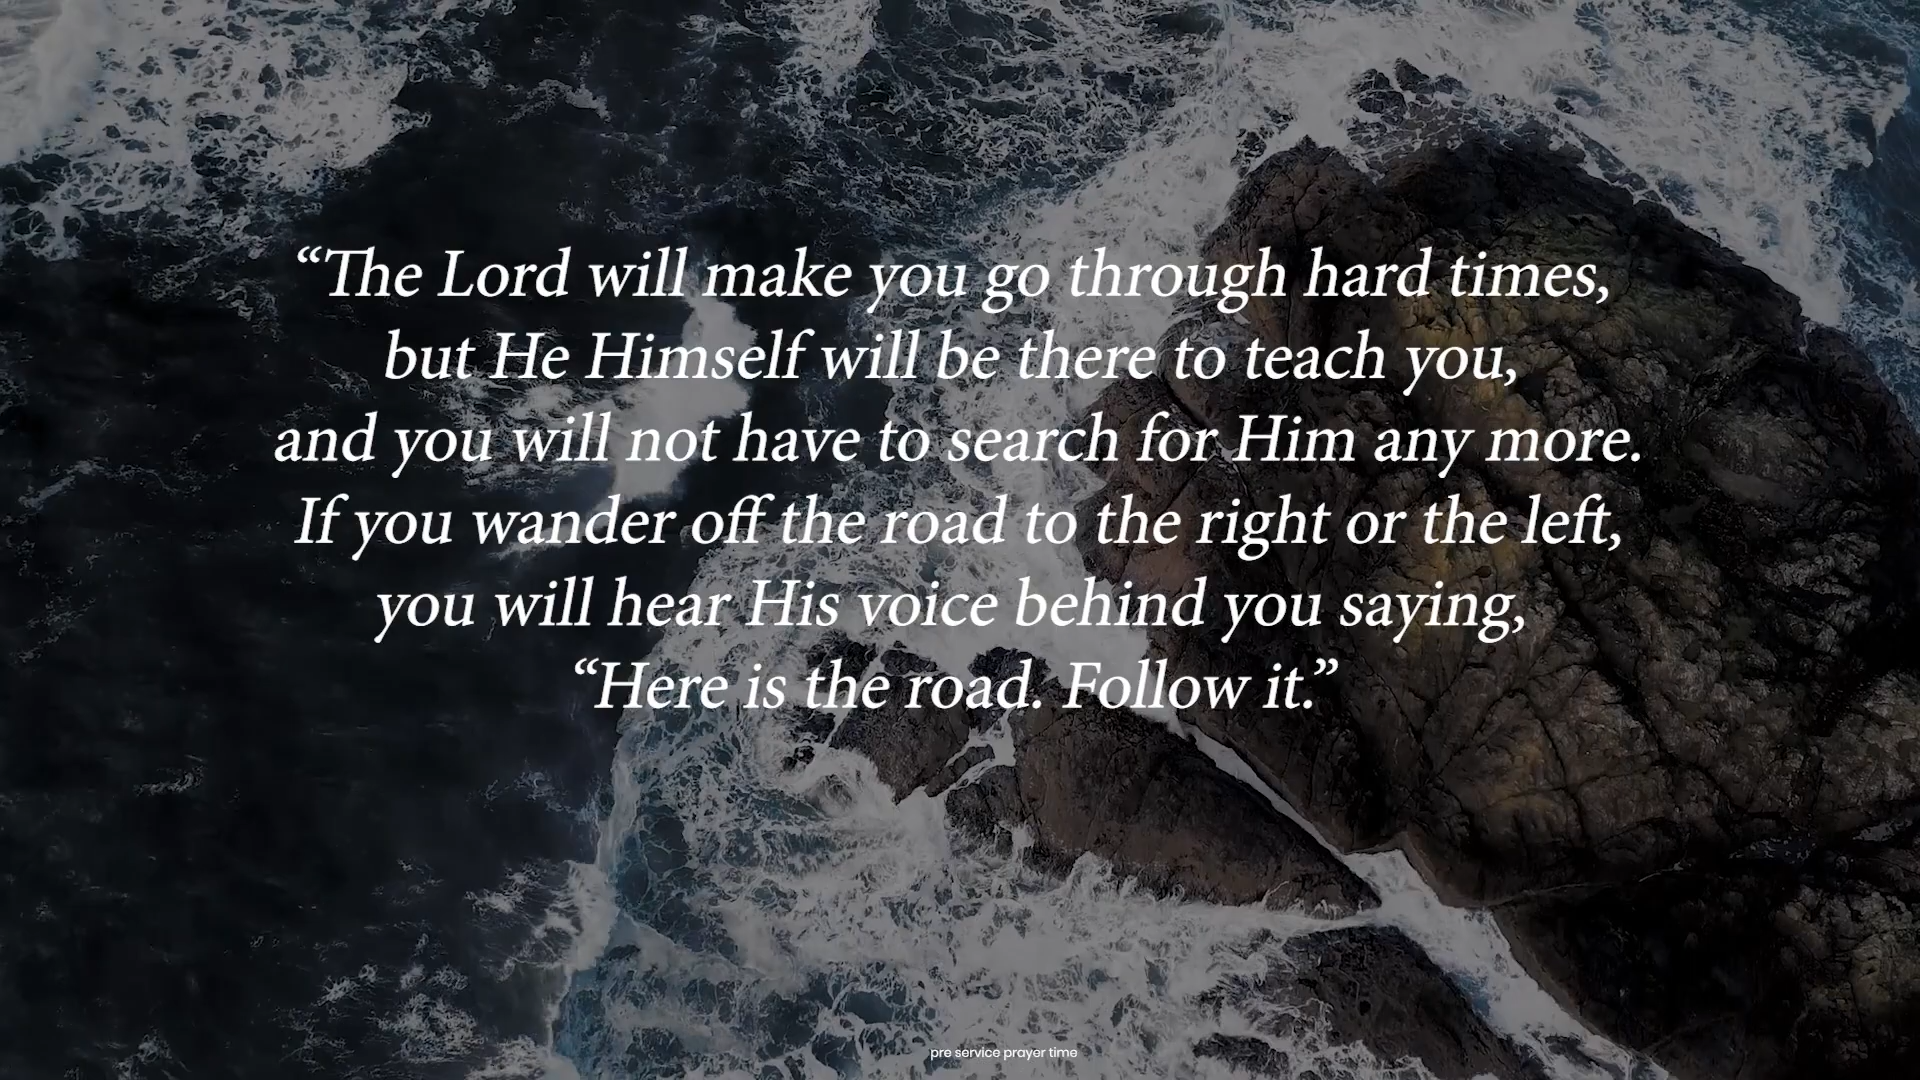 “The Lord will make you go through hard times,
but He Himself will be there to teach you,
and you will not have to search for Him any more.
If you wander off the road to the right or the left,
you will hear His voice behind you saying,
“Here is the road. Follow it.”
pre service prayer time